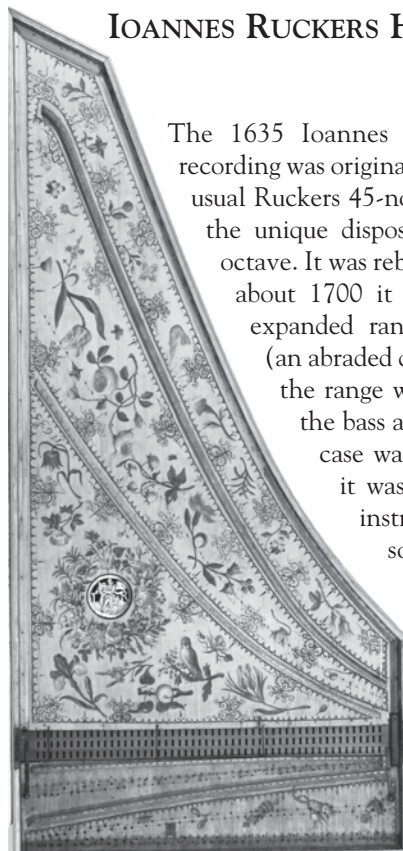 IOANNES RUCKERS H
The 1635 Ioannes
recording was origina
usual Ruckers 45-no
the unique dispos
octave. It was reb
about 1700 it
expanded ran
(an abraded c
the range w
the bass a
case wa
it was
instr
so